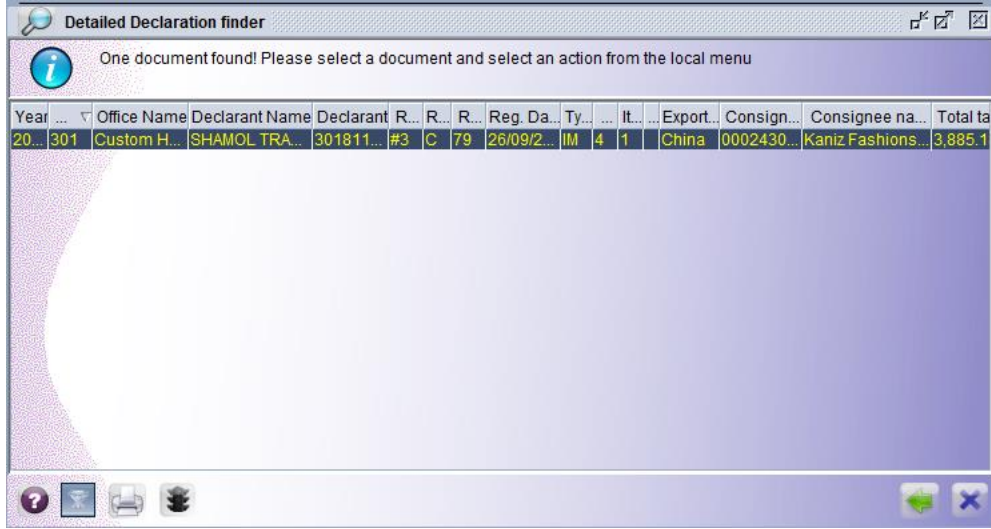 Detailed Declaration finder
One document found! Please select a document and select an action from the local menu
Year ... Office Name Declarant Name Declarant R... R... R... Reg. Da... Ty... ... It... ... Export... Consign... Consignee na... Total ta
20... 301 Custom H... SHAMOL TRA... 301811... #3 C 79 26/09/2... IM 4 1 China 0002430... Kaniz Fashions... 3,885.1